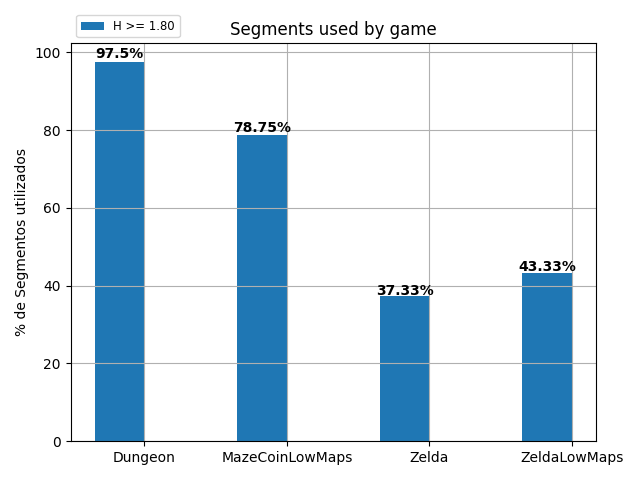 H >= 1.80
Segments used by game
% de Segmentos utilizados
100
80
60
40
20
0
97.5%
78.75%
37.33%
43.33%
Dungeon
MazeCoinLowMaps
Zelda
ZeldaLowMaps